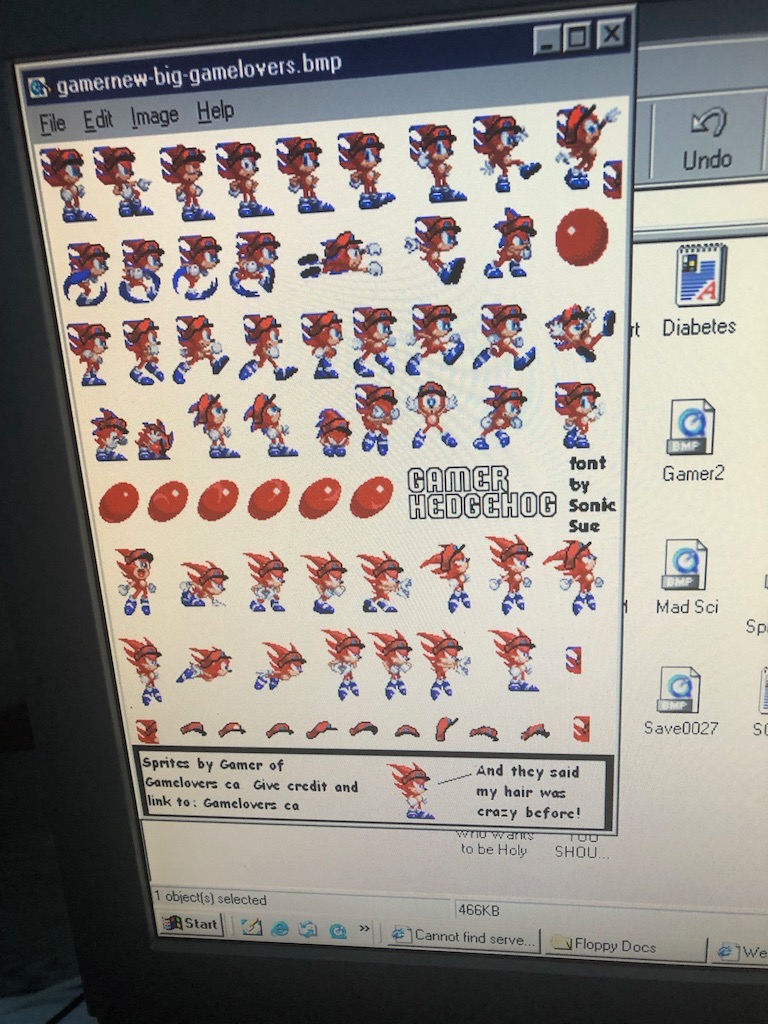 gamernew-big-gamelovers.bmp
File Edit Image Help
Undo
Diabetes
BMP
Gamer2
GAMER
HEDGEHOG
font
by
Sonic
Sue
BMP
Mad Sci
BMP
Save0027
Sprites by Gamer of
Gamelovers ca Give credit and
link to: Gamelovers ca
And they said
my hair was
crazy before!
who wants
to be Holy
YOU
SHOU...
1 object(s) selected
466KB
Start
»
Cannot find serve...
Floppy Docs
We